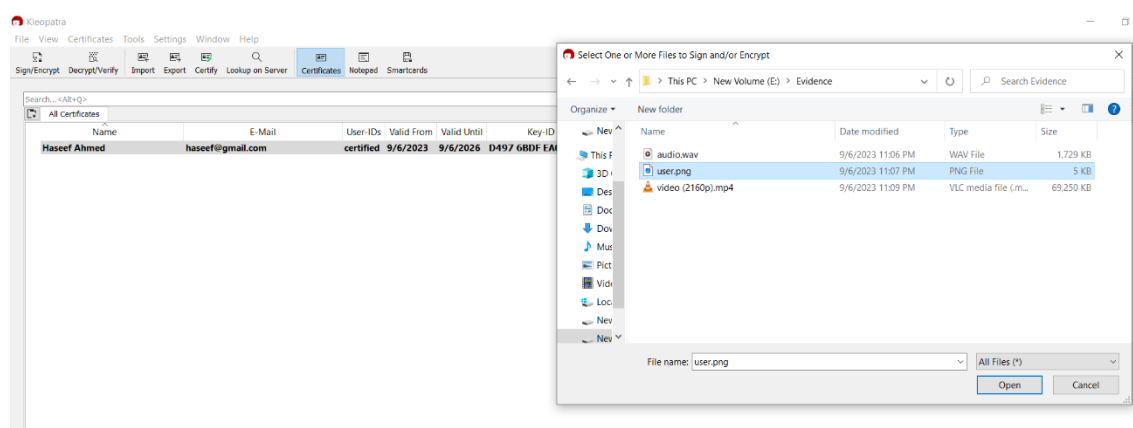 Kleopatra
File View Certificates Tools Settings Window Help
Sign/Encrypt Decrypt/Verify Import Export Certify Lookup on Server Certificates Notepad Smartcards
Search...<Alt+Q>
All Certificates
Name E-Mail User-IDs Valid From Valid Until Key-ID
Haseef Ahmed haseef@gmail.com certified 9/6/2023 9/6/2026 D497 6BDF
Select One or More Files to Sign and/or Encrypt
This PC > New Volume (E:) > Evidence
Search Evidence
Organize New folder
Name Date modified Type Size
audio.wav 9/6/2023 11:06 PM WAV File 1,729 KB
user.png 9/6/2023 11:07 PM PNG File 5 KB
video (2160p).mp4 9/6/2023 11:09 PM VLC media file (.m... 69,250 KB
New
This P
3D
Des
Doc
Dov
Mus
Pict
Vide
Loca
New
New
File name: user.png All Files (*)
Open Cancel